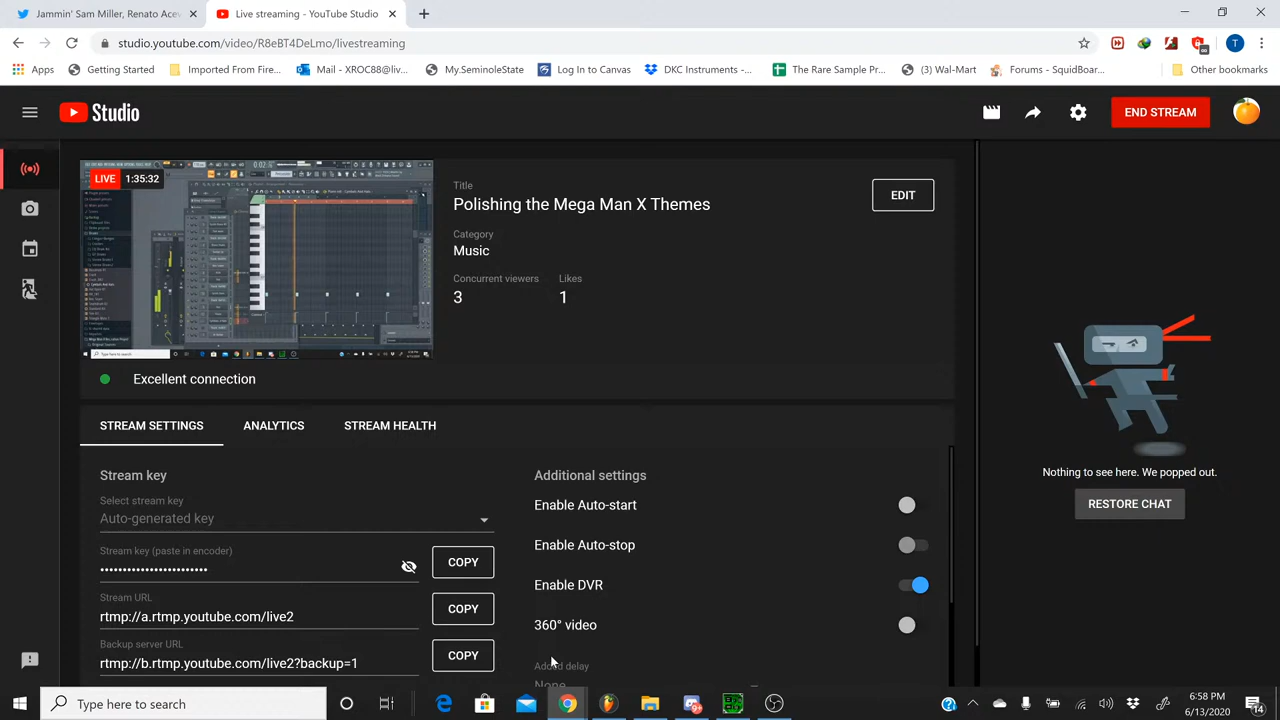 Jammin' Sam Miller, Renato Acev
Live streaming - YouTube Studio
studio.youtube.com/video/R8eBT4DeLmo/livestreaming
T
Apps
Getting Started
Imported From Fire...
Mail - XROC88@liv...
My.SeminoleState
Log In to Canvas
DKC Instruments -...
The Rare Sample Pr...
(3) Wal-Mart
Forums - SquidBoa...
Other bookmarks
Studio
END STREAM
LIVE 1:35:32
Title
Polishing the Mega Man X Themes
EDIT
Category
Music
Concurrent viewers
Likes
3
1
Excellent connection
STREAM SETTINGS
ANALYTICS
STREAM HEALTH
Nothing to see here. We popped out.
RESTORE CHAT
Stream key
Select stream key
Auto-generated key
Stream key (paste in encoder)
COPY
Stream URL
rtmp://a.rtmp.youtube.com/live2
COPY
Backup server URL
rtmp://b.rtmp.youtube.com/live2?backup=1
COPY
Additional settings
Enable Auto-start
Enable Auto-stop
Enable DVR
360° video
Added delay
None
Type here to search
6:58 PM
6/13/2020
14